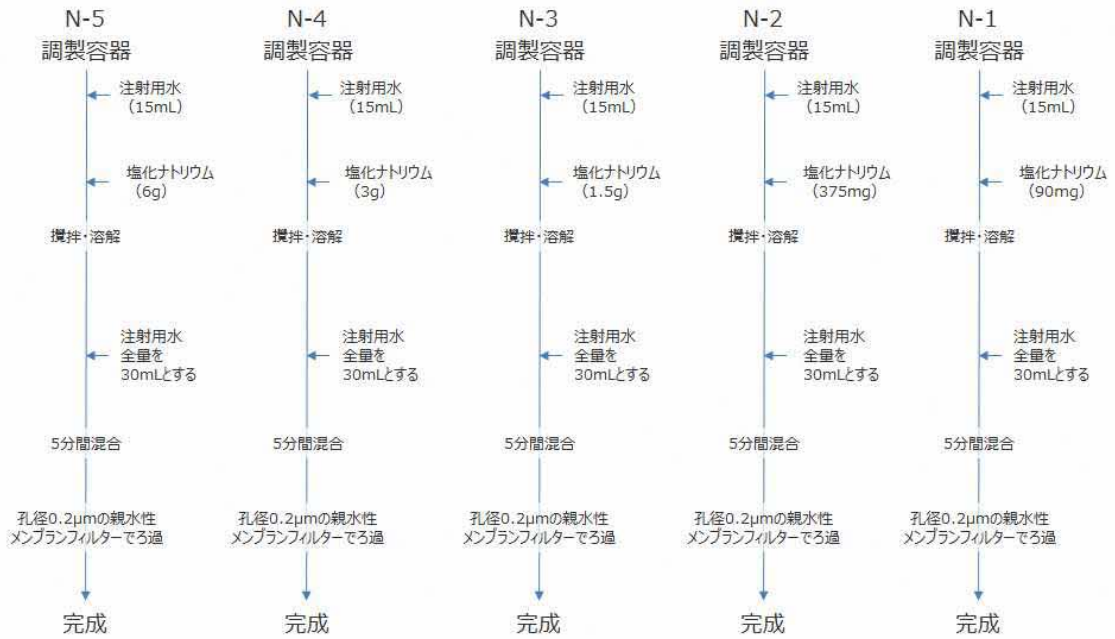 N-5
調製容器
注射用水
（15mL）
塩化ナトリウム
（6g）
攪拌・溶解
注射用水
全量を
30mLとする
5分間混合
孔径0.2μmの親水性
メンブランフィルターでろ過
完成
N-4
調製容器
注射用水
（15mL）
塩化ナトリウム
（3g）
攪拌・溶解
注射用水
全量を
30mLとする
5分間混合
孔径0.2μmの親水性
メンブランフィルターでろ過
完成
N-3
調製容器
注射用水
（15mL）
塩化ナトリウム
（1.5g）
攪拌・溶解
注射用水
全量を
30mLとする
5分間混合
孔径0.2μmの親水性
メンブランフィルターでろ過
完成
N-2
調製容器
注射用水
（15mL）
塩化ナトリウム
（375mg）
攪拌・溶解
注射用水
全量を
30mLとする
5分間混合
孔径0.2μmの親水性
メンブランフィルターでろ過
完成
N-1
調製容器
注射用水
（15mL）
塩化ナトリウム
（90mg）
攪拌・溶解
注射用水
全量を
30mLとする
5分間混合
孔径0.2μmの親水性
メンブランフィルターでろ過
完成